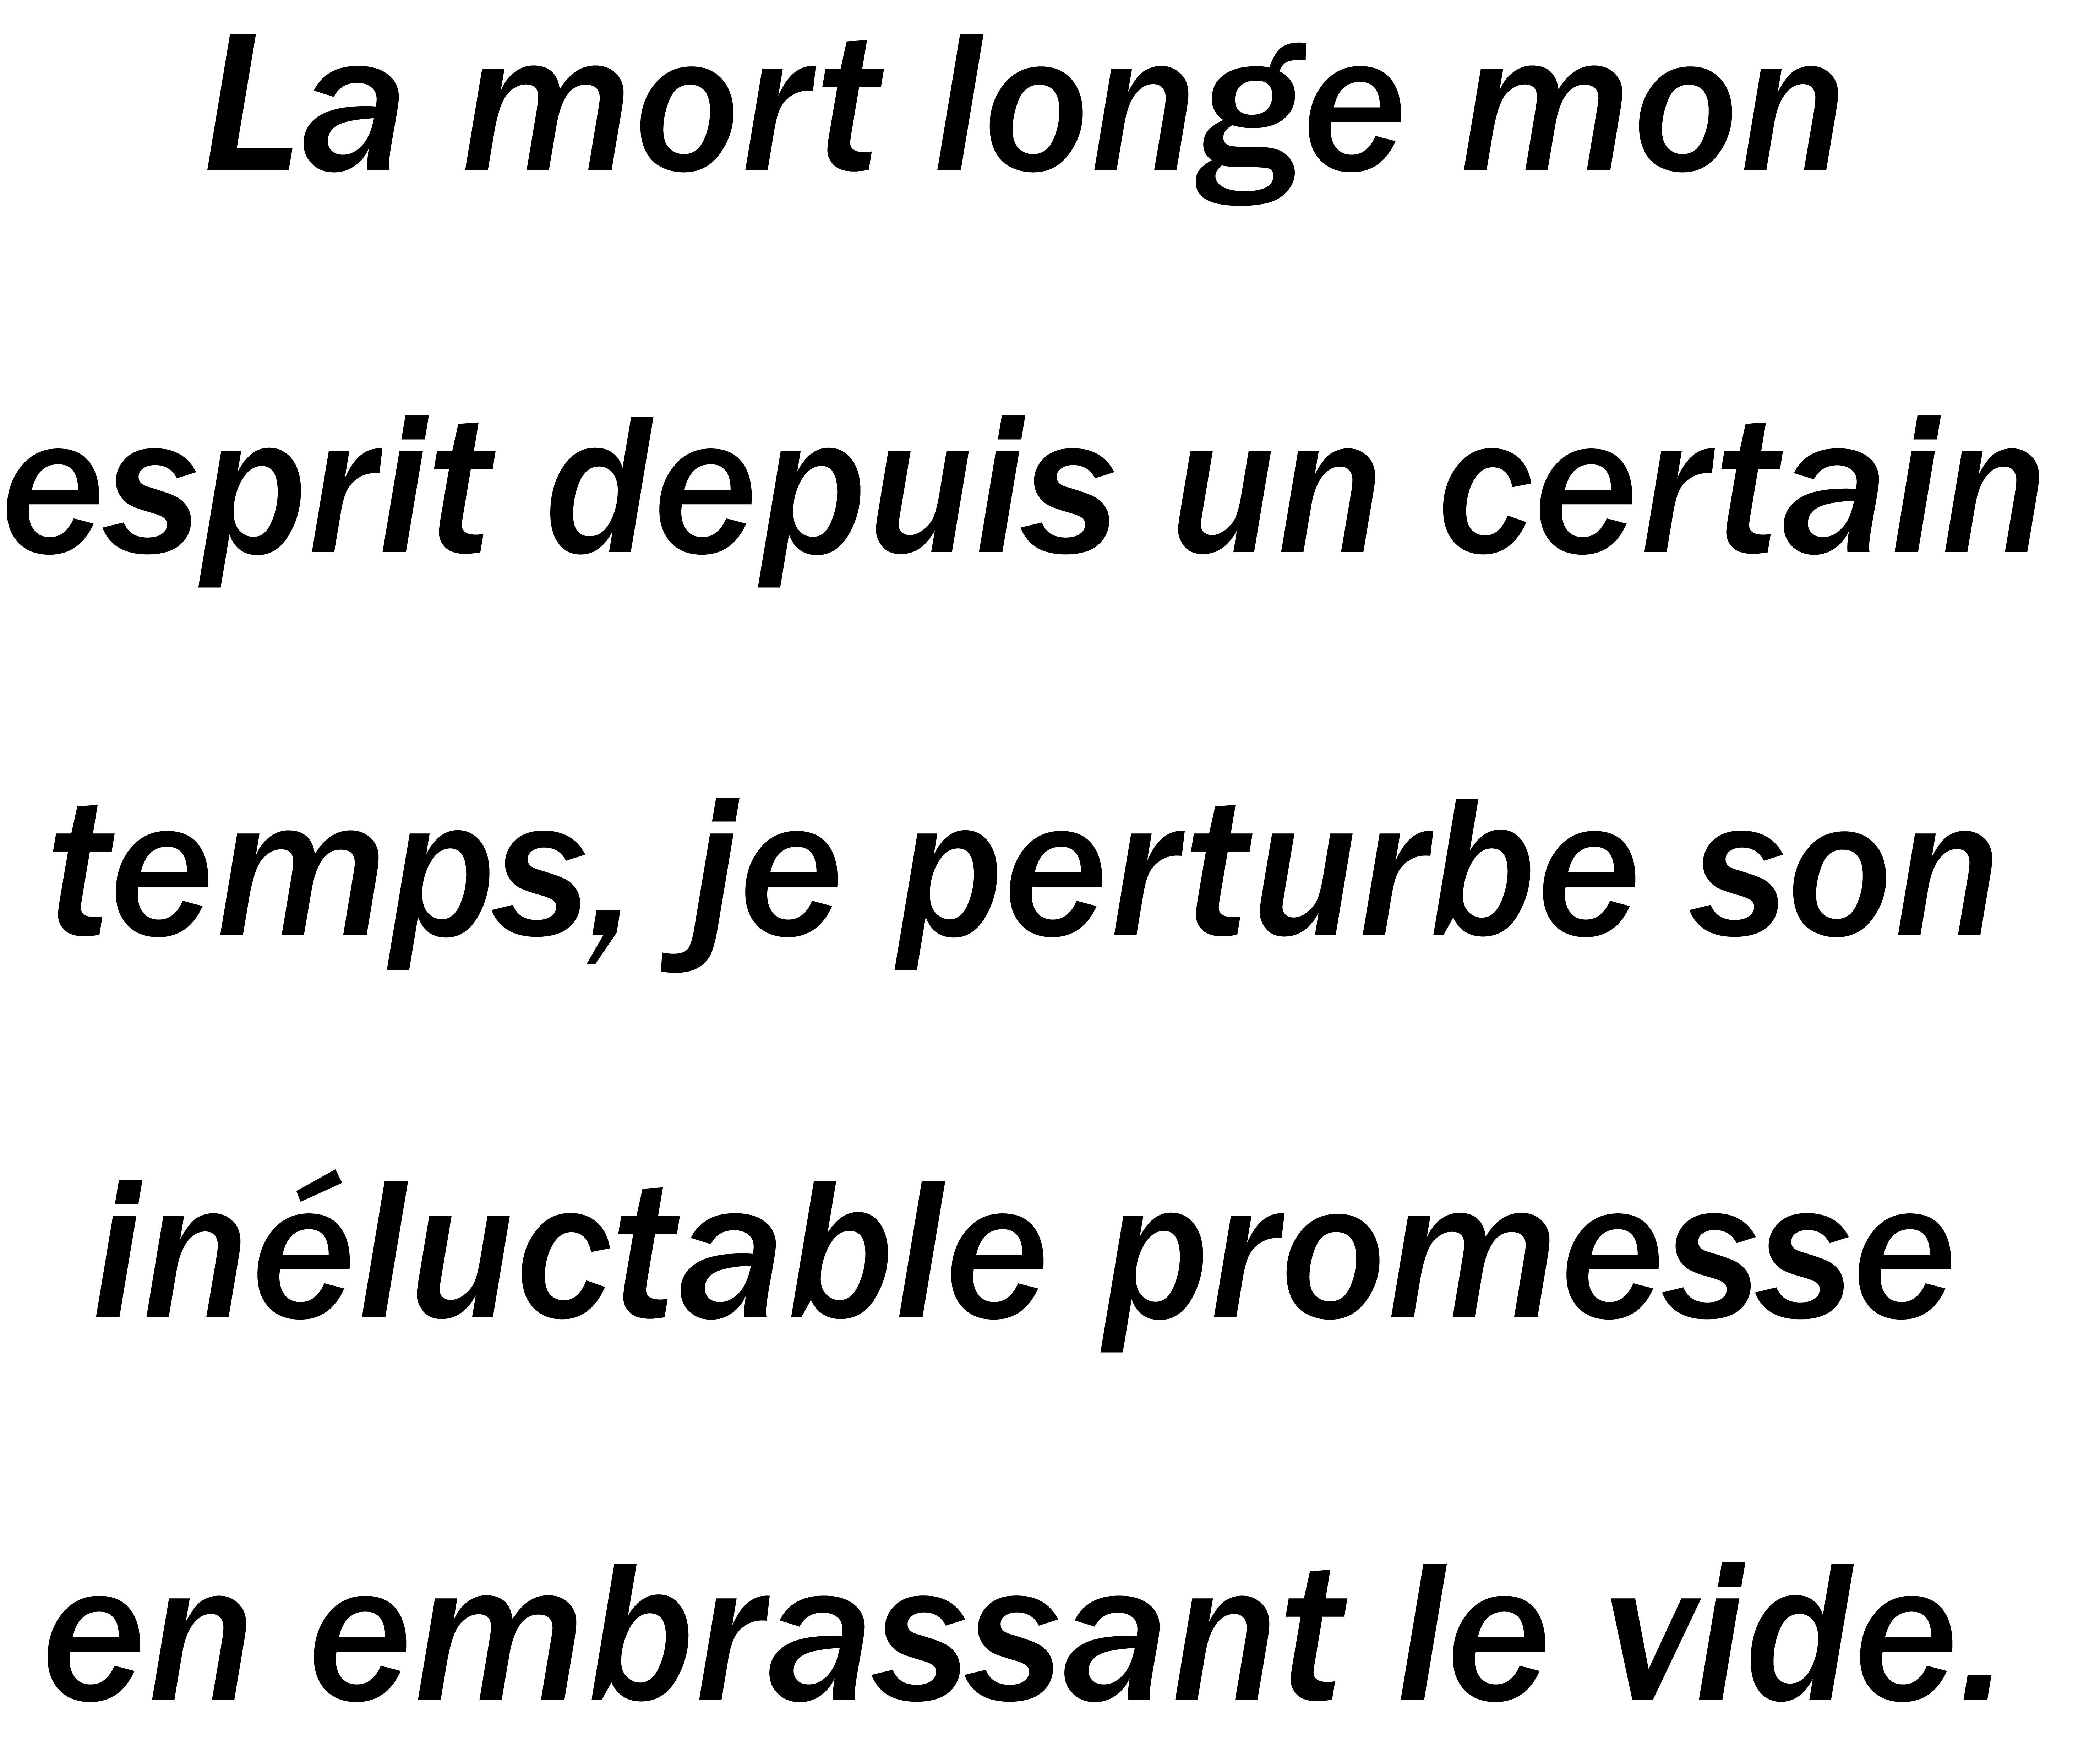 La mort longe mon
esprit depuis un certain
temps, je perturbe son
inéluctable promesse
en embrassant le vide.